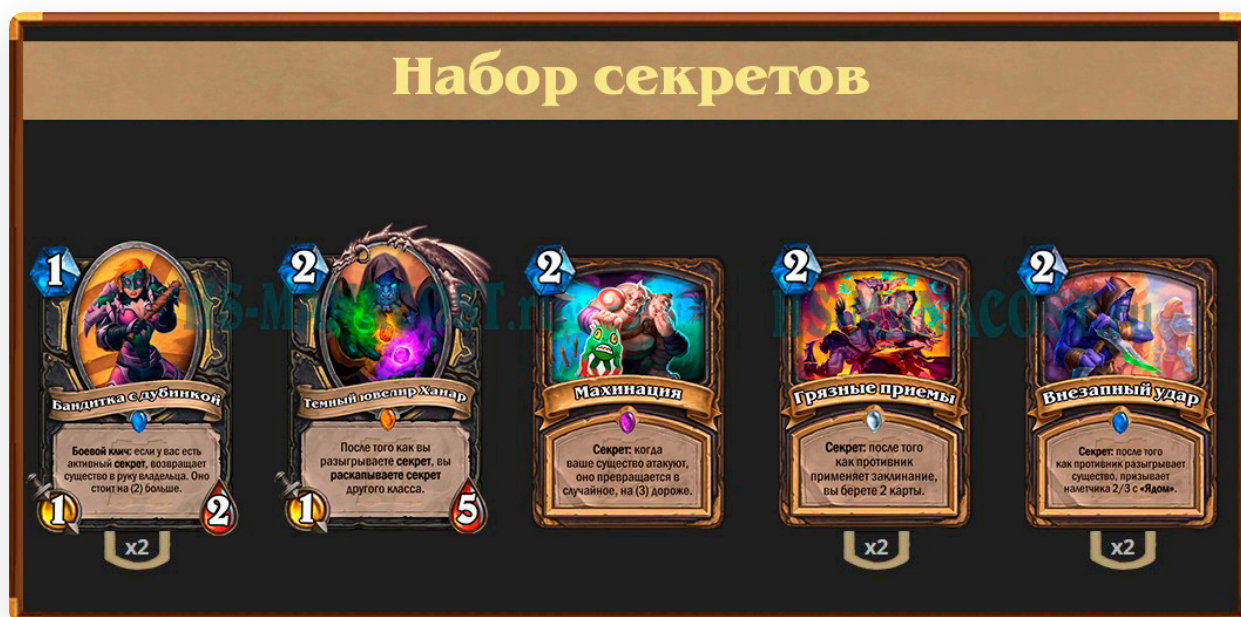 Набор секретов
1
Бандитка с дубинкой
Боевой клич: если у вас есть
активный секрет, возвращает
существо в руку владельца. Оно
стоит на (2) больше.
1
2
x2
2
Темный ювелир Ханар
После того как вы
разыгрываете секрет, вы
раскапываете секрет
другого класса.
1
5
2
Махинация
Секрет: когда
ваше существо атакуют,
оно превращается в
случайное, на (3) дороже.
2
Грязные приемы
Секрет: после того
как противник
применяет заклинание,
вы берете 2 карты.
x2
2
Внезапный удар
Секрет: после того
как противник разыгрывает
существо, призывает
налетчика 2/3 с «Ядом».
x2